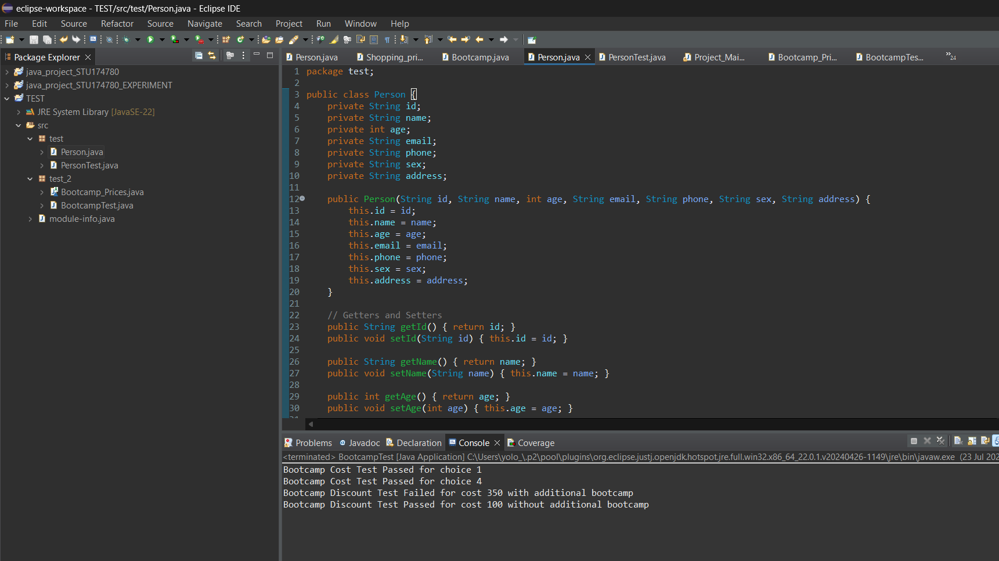 eclipse-workspace - TEST/src/test/Person.java - Eclipse IDE
File Edit Source Refactor Source Navigate Search Project Run Window Help
Package Explorer
java_project_STU174780
java_project_STU174780_EXPERIMENT
TEST
JRE System Library [JavaSE-22]
src
test
Person.java
PersonTest.java
test_2
Bootcamp_Prices.java
BootcampTest.java
module-info.java
Person.java Shopping_pri... Bootcamp.java Person.java PersonTest.java Project_Mai... Bootcamp_Pri... BootcampTes... »24
1 package test;
2
3 public class Person {
4 private String id;
5 private String name;
6 private int age;
7 private String email;
8 private String phone;
9 private String sex;
10 private String address;
11
12 public Person(String id, String name, int age, String email, String phone, String sex, String address) {
13 this.id = id;
14 this.name = name;
15 this.age = age;
16 this.email = email;
17 this.phone = phone;
18 this.sex = sex;
19 this.address = address;
20 }
21
22 // Getters and Setters
23 public String getId() { return id; }
24 public void setId(String id) { this.id = id; }
25
26 public String getName() { return name; }
27 public void setName(String name) { this.name = name; }
28
29 public int getAge() { return age; }
30 public void setAge(int age) { this.age = age; }
Problems Javadoc Declaration Console Coverage
<terminated> BootcampTest [Java Application] C:\Users\yolo_\.p2\pool\plugins\org.eclipse.justj.openjdk.hotspot.jre.full.win32.x86_64_22.0.1.v20240426-1149\jre\bin\javaw.exe (23 Jul 202
Bootcamp Cost Test Passed for choice 1
Bootcamp Cost Test Passed for choice 4
Bootcamp Discount Test Failed for cost 350 with additional bootcamp
Bootcamp Discount Test Passed for cost 100 without additional bootcamp